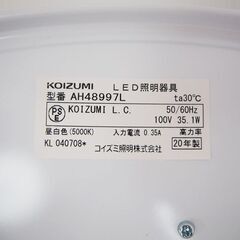 KOIZUMI LED照明器具
型番 AH48997L ta30℃
PS E KOIZUMI L.C. 50/60Hz
100V 35.1W
昼白色(5000K) 入力電流 0.35A 高力率
KL 040708* コイズミ照明株式会社 20年製